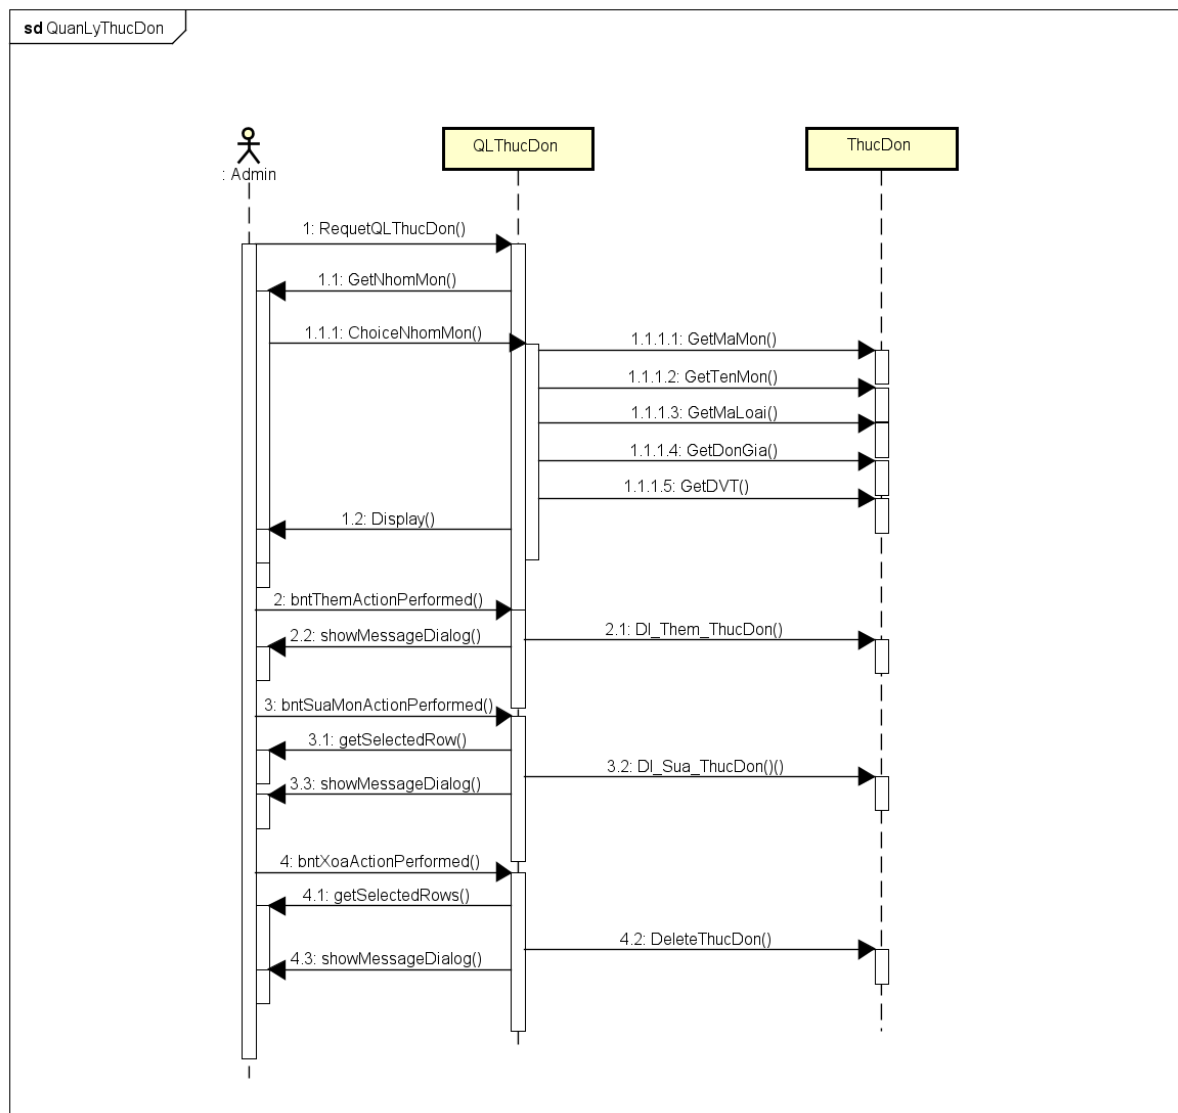 sd QuanLyThucDon
: Admin
QLThucDon
ThucDon
1: RequetQLThucDon()
1.1: GetNhomMon()
1.1.1: ChoiceNhomMon()
1.1.1.1: GetMaMon()
1.1.1.2: GetTenMon()
1.1.1.3: GetMaLoai()
1.1.1.4: GetDonGia()
1.1.1.5: GetDVT()
1.2: Display()
2: bntThemActionPerformed()
2.2: showMessageDialog()
2.1: Dl_Them_ThucDon()
3: bntSuaMonActionPerformed()
3.1: getSelectedRow()
3.2: Dl_Sua_ThucDon()()
3.3: showMessageDialog()
4: bntXoaActionPerformed()
4.1: getSelectedRows()
4.2: DeleteThucDon()
4.3: showMessageDialog()